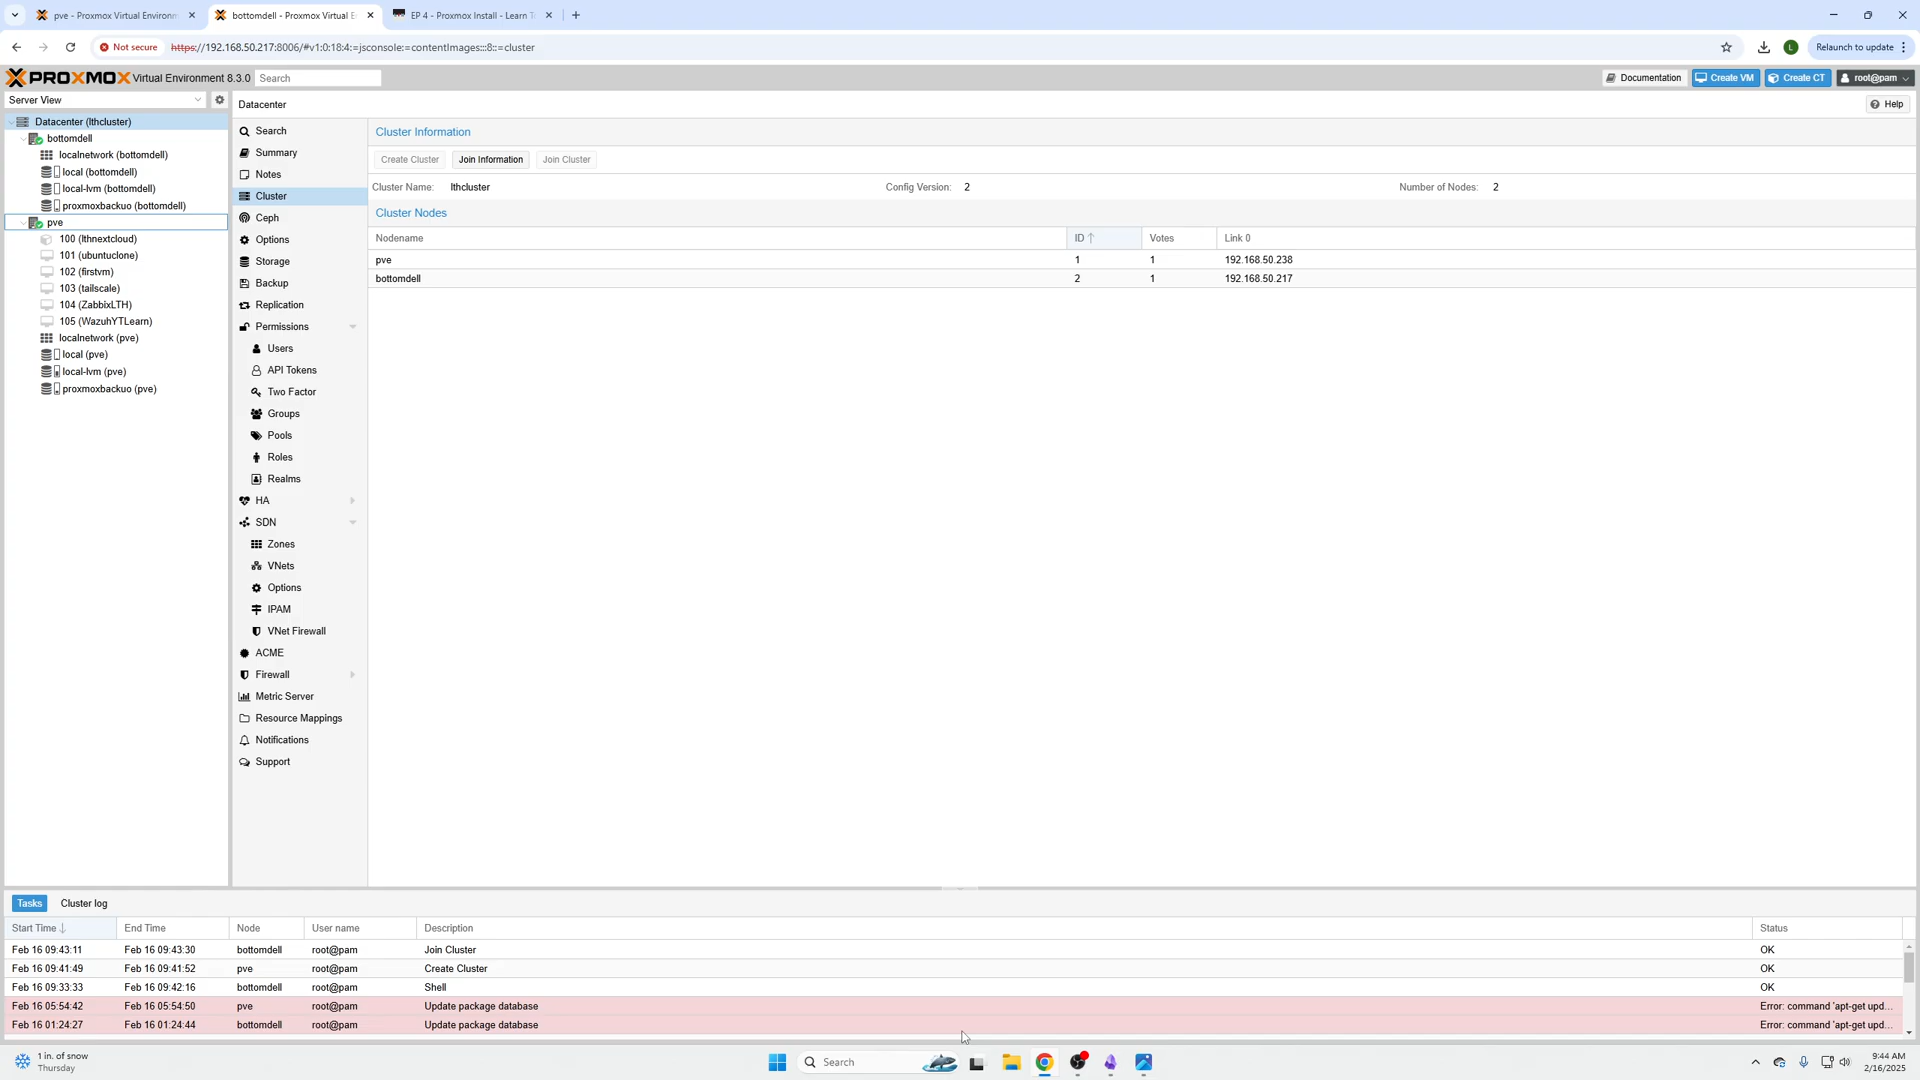 pve - Proxmox Virtual Environm
bottomdell - Proxmox Virtual E
EP 4 - Proxmox Install - Learn T
Not secure
https://192.168.50.217:8006/#v1:0:18:4:=jsconsole:=contentImages:::8::=cluster
L
Relaunch to update
PROXMOX Virtual Environment 8.3.0
Search
Documentation
Create VM
Create CT
root@pam
Server View
Datacenter
Help
Datacenter (lthcluster)
bottomdell
localnetwork (bottomdell)
local (bottomdell)
local-lvm (bottomdell)
proxmoxbackuo (bottomdell)
pve
100 (lthnextcloud)
101 (ubuntuclone)
102 (firstvm)
103 (tailscale)
104 (ZabbixLTH)
105 (WazuhYTLearn)
localnetwork (pve)
local (pve)
local-lvm (pve)
proxmoxbackuo (pve)
Search
Summary
Notes
Cluster
Ceph
Options
Storage
Backup
Replication
Permissions
Users
API Tokens
Two Factor
Groups
Pools
Roles
Realms
HA
SDN
Zones
VNets
Options
IPAM
VNet Firewall
ACME
Firewall
Metric Server
Resource Mappings
Notifications
Support
Cluster Information
Create Cluster Join Information Join Cluster
Cluster Name: lthcluster Config Version: 2 Number of Nodes: 2
Cluster Nodes
Nodename ID Votes Link 0
pve 1 1 192.168.50.238
bottomdell 2 1 192.168.50.217
Tasks Cluster log
Start Time End Time Node User name Description Status
Feb 16 09:43:11 Feb 16 09:43:30 bottomdell root@pam Join Cluster OK
Feb 16 09:41:49 Feb 16 09:41:52 pve root@pam Create Cluster OK
Feb 16 09:33:33 Feb 16 09:42:16 bottomdell root@pam Shell OK
Feb 16 05:54:42 Feb 16 05:54:50 pve root@pam Update package database Error: command 'apt-get upd...
Feb 16 01:24:27 Feb 16 01:24:44 bottomdell root@pam Update package database Error: command 'apt-get upd...
1 in. of snow
Thursday
Search
9:44 AM
2/16/2025